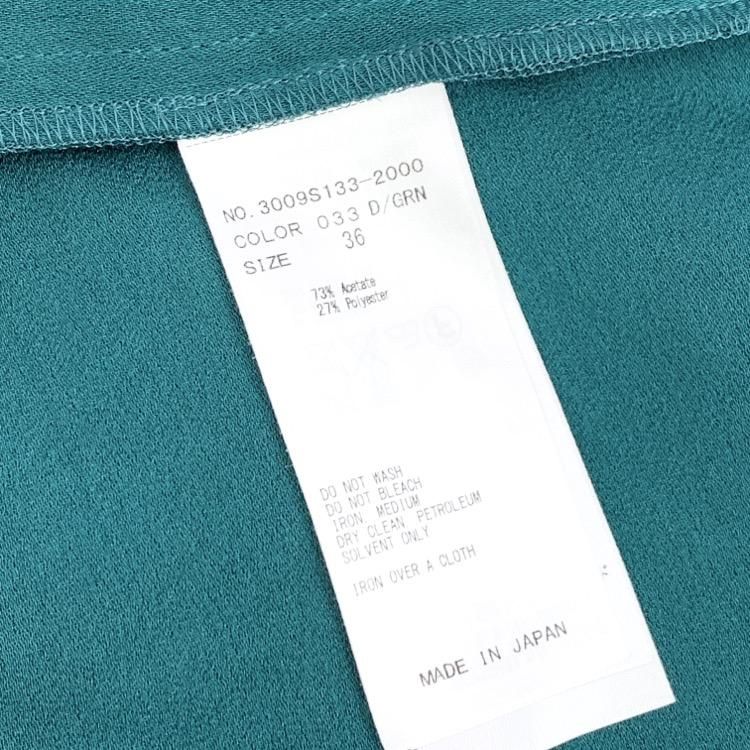 NO.3009S133-2000
COLOR 033 D/GRN
SIZE 36
73% Acetate
27% Polyester
DO NOT WASH
DO NOT BLEACH
IRON, MEDIUM
DRY CLEAN, PETROLEUM
SOLVENT ONLY
IRON OVER A CLOTH
MADE IN JAPAN